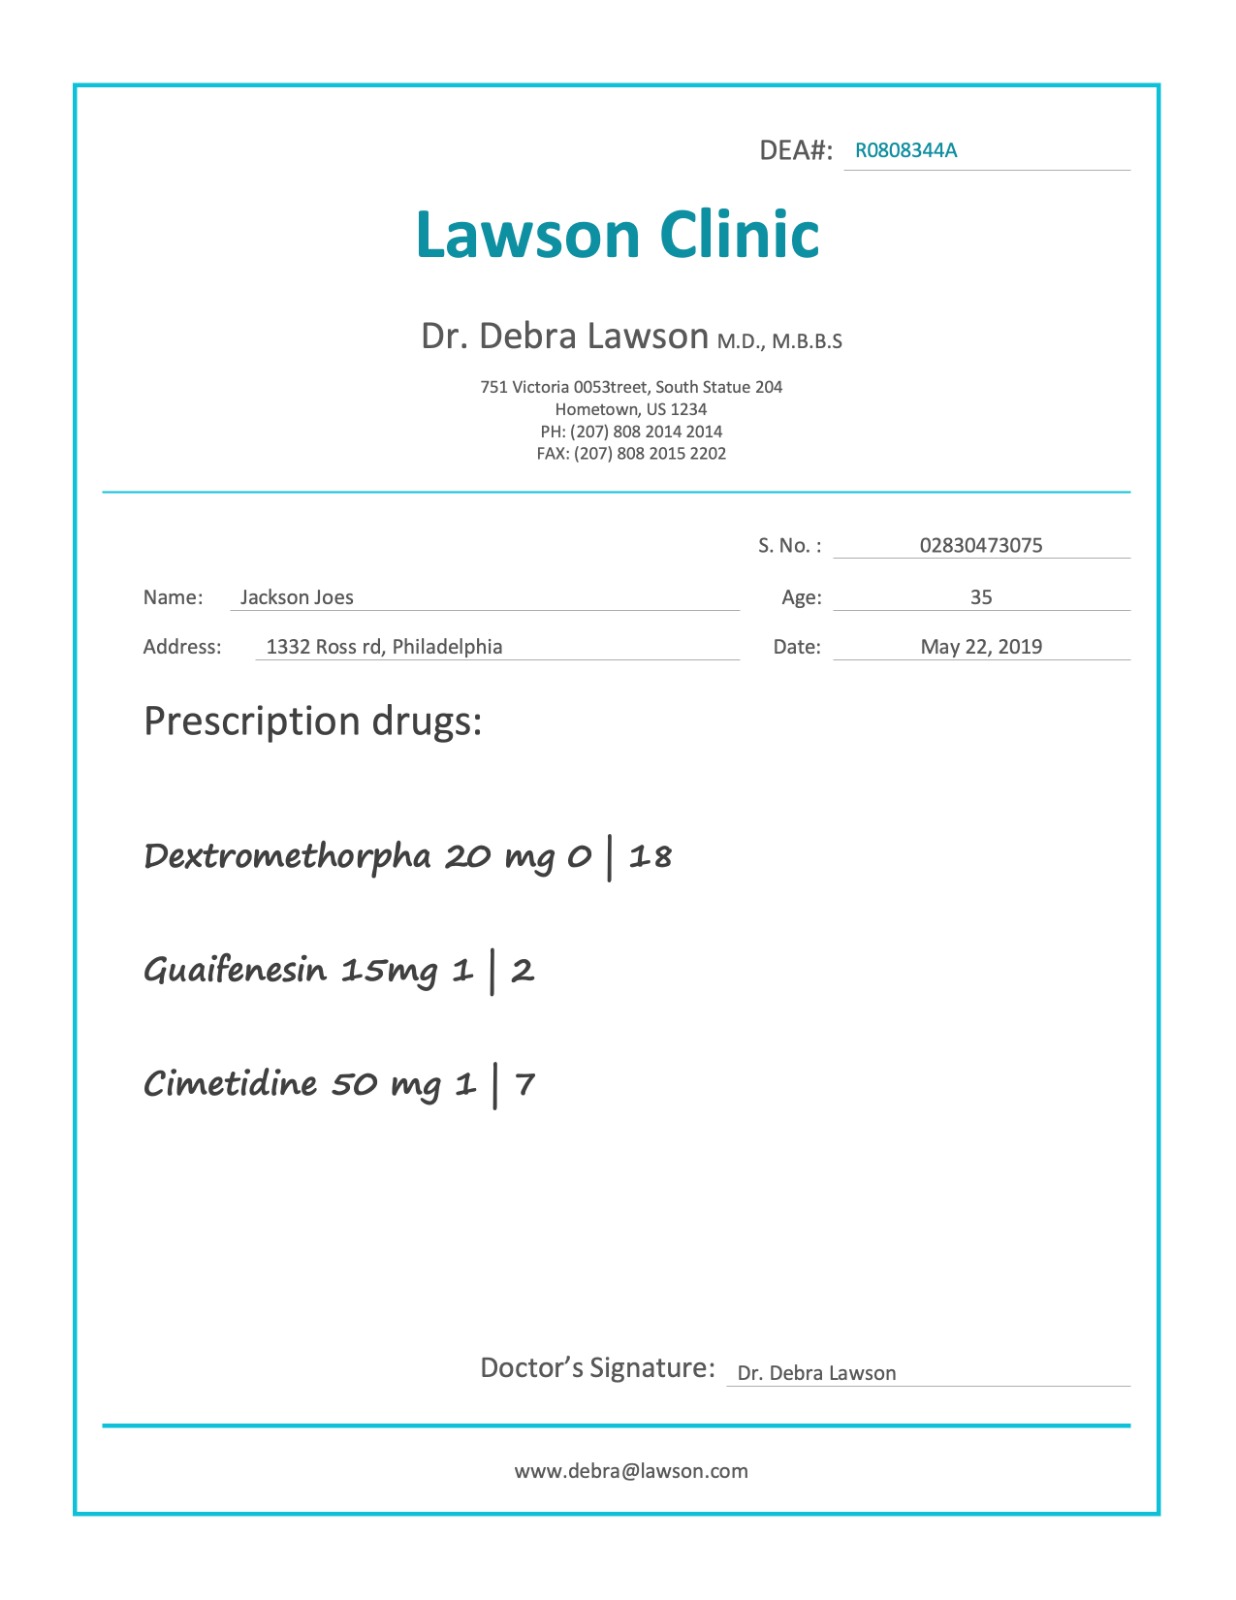 DEA#: R0808344A
Lawson Clinic
Dr. Debra Lawson M.D., M.B.B.S
751 Victoria 0053treet, South Statue 204
Hometown, US 1234
PH: (207) 808 2014 2014
FAX: (207) 808 2015 2202
S. No. : 02830473075
Name: Jackson Joes Age: 35
Address: 1332 Ross rd, Philadelphia Date: May 22, 2019
Prescription drugs:
Dextromethorpha 20 mg 0 | 18
Guaifenesin 15mg 1 | 2
Cimetidine 50 mg 1 | 7
Doctor’s Signature: Dr. Debra Lawson
www.debra@lawson.com